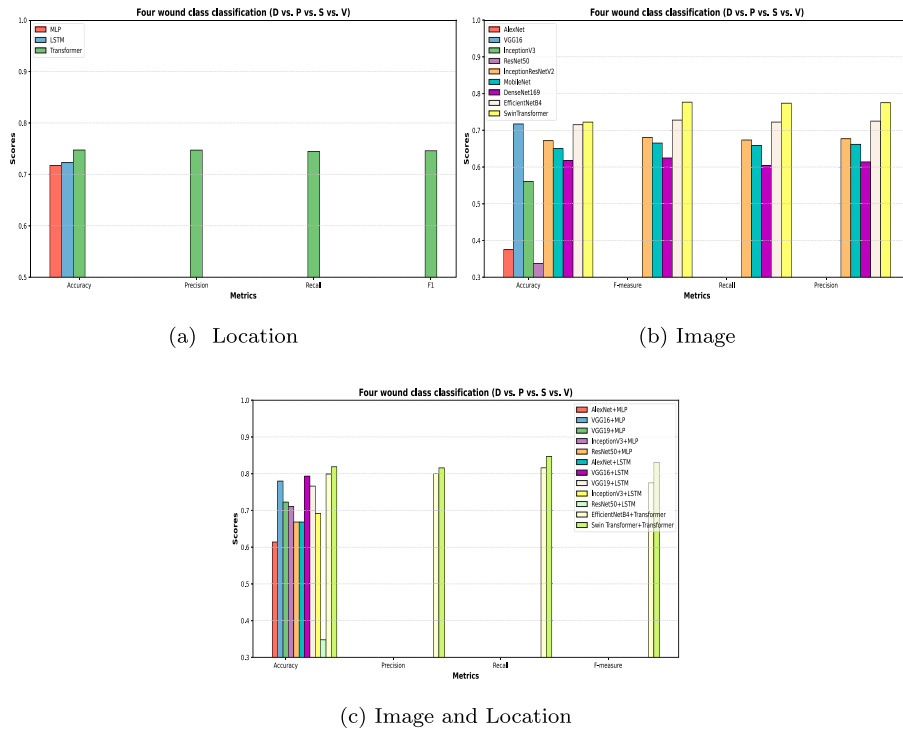 Four wound class classification (D vs. P vs. S vs. V)
1.0
0.9
0.8
0.7
0.6
0.5
Scores
MLP
LSTM
Transformer
Accuracy
Precision
Recall
F1
Metrics
(a) Location
Four wound class classification (D vs. P vs. S vs. V)
1.0
0.9
0.8
0.7
0.6
0.5
0.4
0.3
Scores
AlexNet
VGG16
InceptionV3
ResNet50
InceptionResNetV2
MobileNet
DenseNet169
EfficientNetB4
SwinTransformer
Accuracy
F-measure
Recall
Precision
Metrics
(b) Image
Four wound class classification (D vs. P vs. S vs. V)
1.0
0.9
0.8
0.7
0.6
0.5
0.4
0.3
Scores
AlexNet+MLP
VGG16+MLP
VGG19+MLP
InceptionV3+MLP
ResNet50+MLP
AlexNet+LSTM
VGG16+LSTM
VGG19+LSTM
InceptionV3+LSTM
ResNet50+LSTM
EfficientNetB4+Transformer
Swin Transformer+Transformer
Accuracy
Precision
Recall
F-measure
Metrics
(c) Image and Location